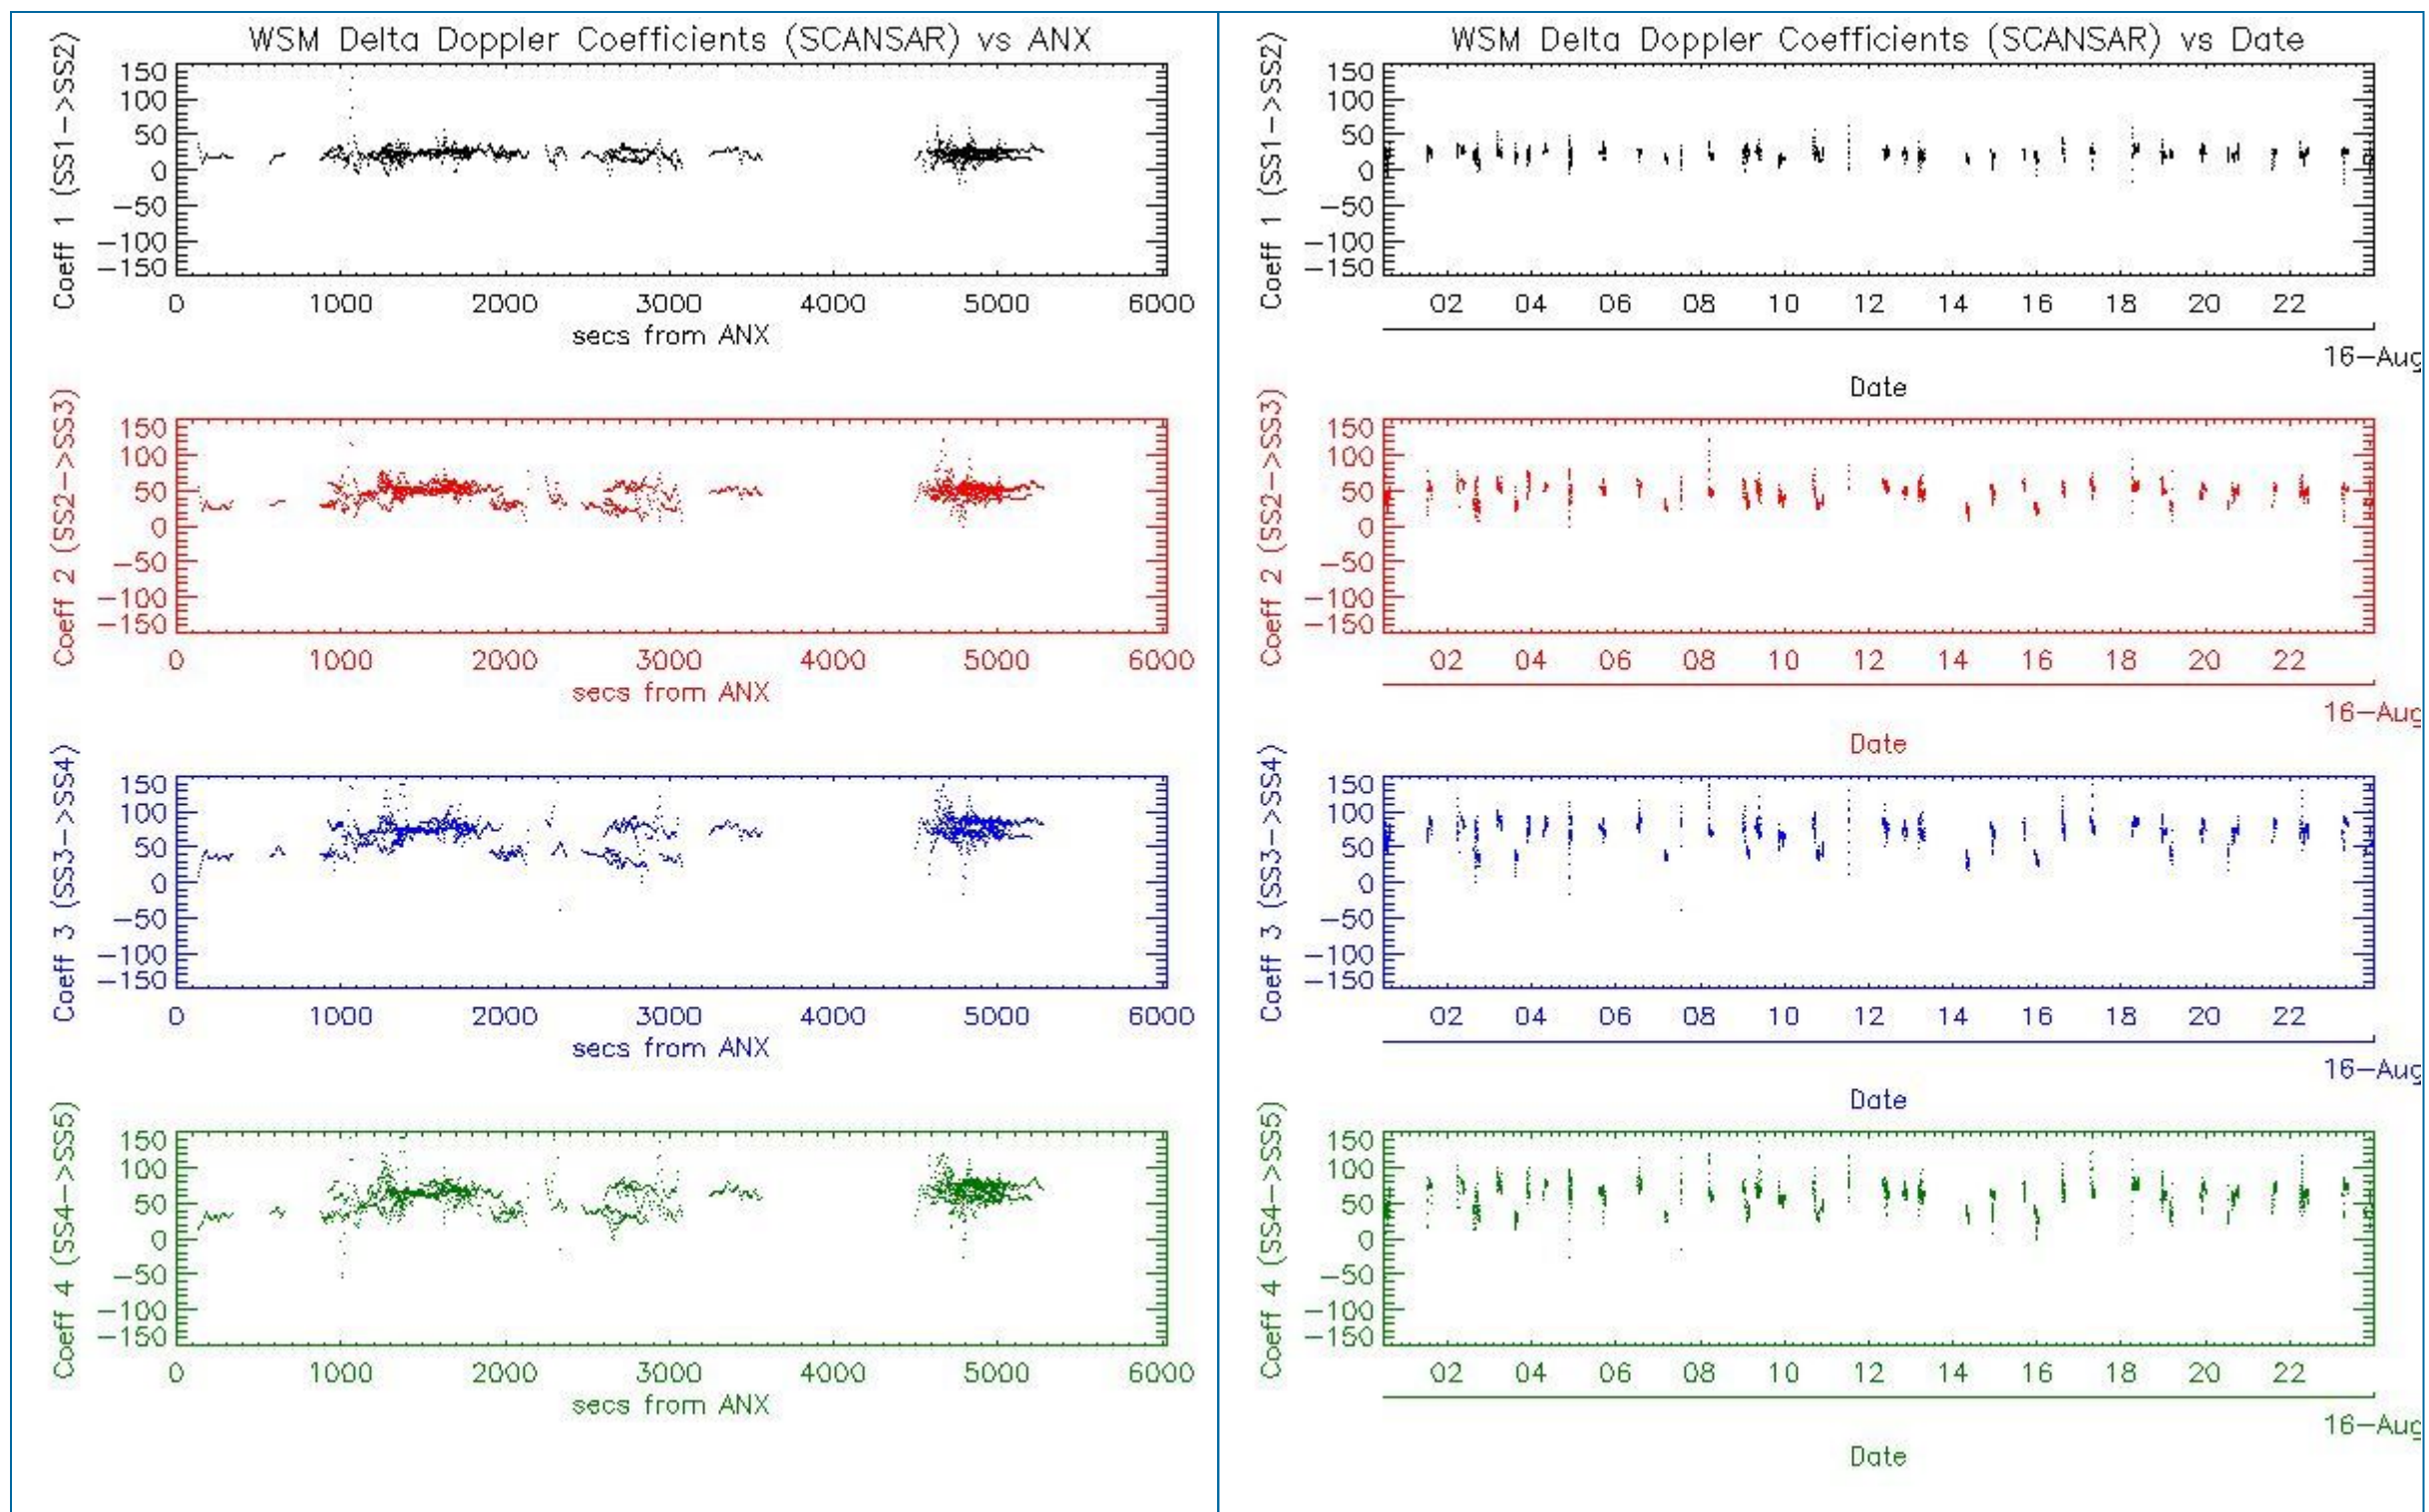 WSM Delta Doppler Coefficients (SCANSAR) vs ANX
Coeff 1 (SS1->SS2)
150
100
50
0
-50
-100
-150
0 1000 2000 3000 4000 5000 6000
secs from ANX
Coeff 2 (SS2->SS3)
150
100
50
0
-50
-100
-150
0 1000 2000 3000 4000 5000 6000
secs from ANX
Coeff 3 (SS3->SS4)
150
100
50
0
-50
-100
-150
0 1000 2000 3000 4000 5000 6000
secs from ANX
Coeff 4 (SS4->SS5)
150
100
50
0
-50
-100
-150
0 1000 2000 3000 4000 5000 6000
secs from ANX
WSM Delta Doppler Coefficients (SCANSAR) vs Date
Coeff 1 (SS1->SS2)
150
100
50
0
-50
-100
-150
02 04 06 08 10 12 14 16 18 20 22
16-Aug
Date
Coeff 2 (SS2->SS3)
150
100
50
0
-50
-100
-150
02 04 06 08 10 12 14 16 18 20 22
16-Aug
Date
Coeff 3 (SS3->SS4)
150
100
50
0
-50
-100
-150
02 04 06 08 10 12 14 16 18 20 22
16-Aug
Date
Coeff 4 (SS4->SS5)
150
100
50
0
-50
-100
-150
02 04 06 08 10 12 14 16 18 20 22
16-Aug
Date